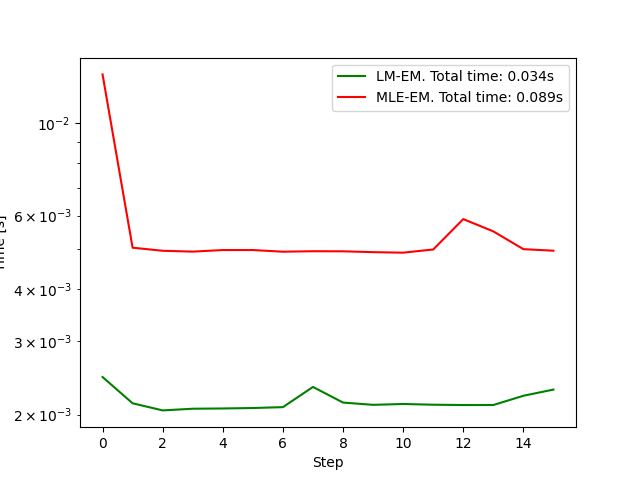 LM-EM. Total time: 0.034s
MLE-EM. Total time: 0.089s
10⁻²
6 × 10⁻³
4 × 10⁻³
3 × 10⁻³
2 × 10⁻³
Time [s]
0 2 4 6 8 10 12 14
Step